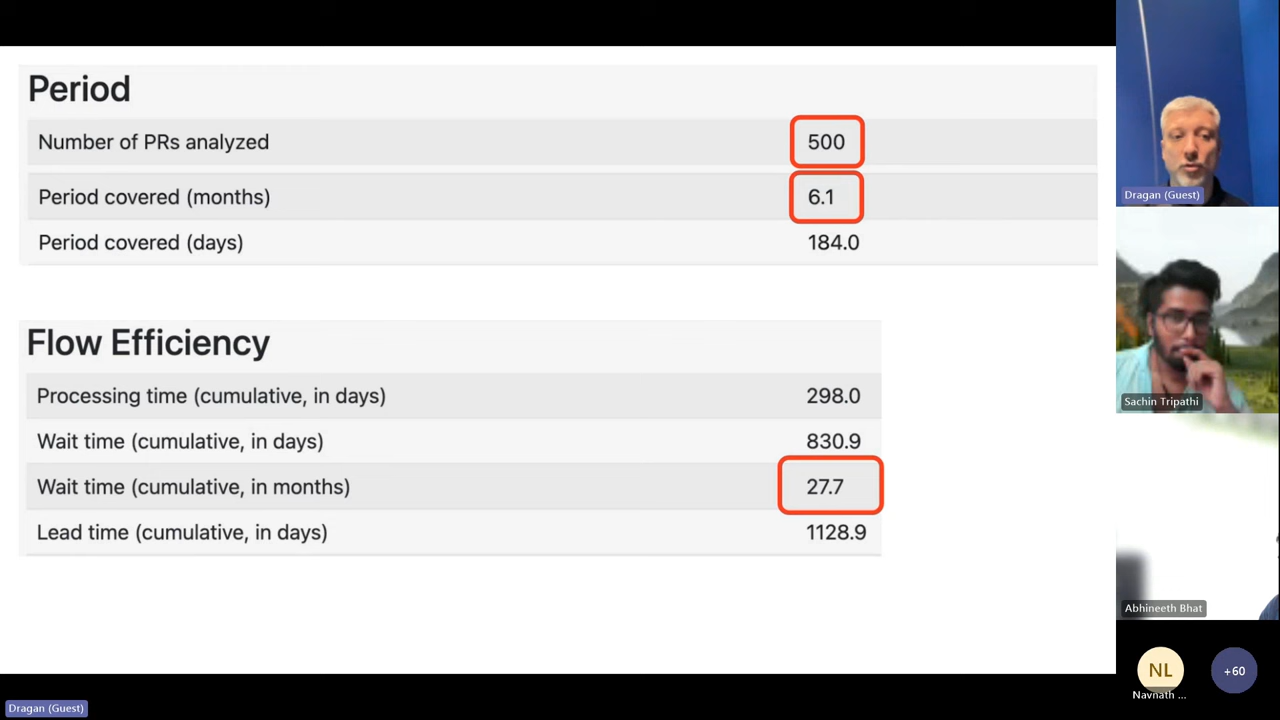 Period
Number of PRs analyzed 500
Period covered (months) 6.1
Period covered (days) 184.0
Flow Efficiency
Processing time (cumulative, in days) 298.0
Wait time (cumulative, in days) 830.9
Wait time (cumulative, in months) 27.7
Lead time (cumulative, in days) 1128.9
Dragan (Guest)
Sachin Tripathi
Abhineeth Bhat
NL
Navnath ...
+60
Dragan (Guest)